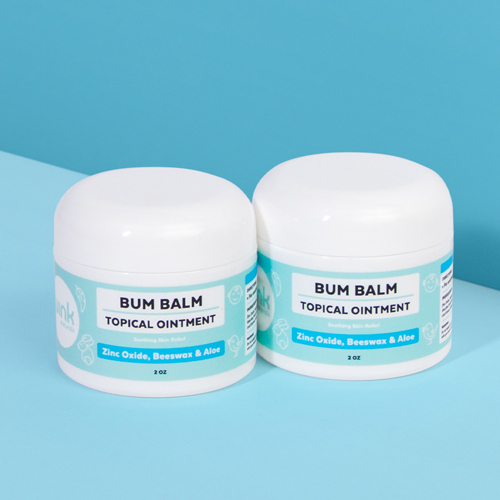 BUM BALM
TOPICAL OINTMENT
Soothing Skin Relief
Zinc Oxide, Beeswax & Aloe
2 OZ
BUM BALM
TOPICAL OINTMENT
Soothing Skin Relief
Zinc Oxide, Beeswax & Aloe
2 OZ